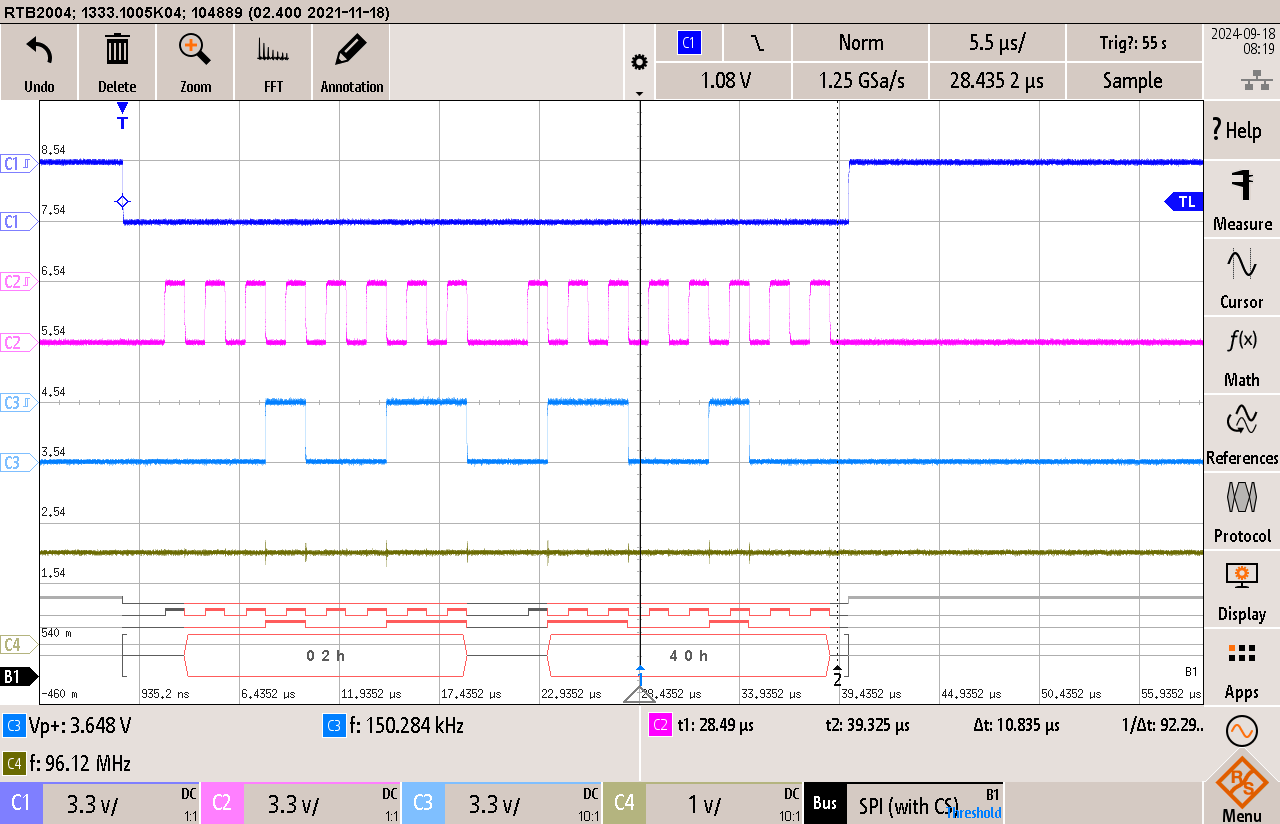 RTB2004; 1333.1005K04; 104889 (02.400 2021-11-18)
Undo Delete Zoom FFT Annotation
C1 Norm 5.5 µs/ Trig?: 55 s
1.08 V 1.25 GSa/s 28.435 2 µs Sample
2024-09-18
08:19
T
8.54
C1
7.54
C1
TL
6.54
C2
5.54
C2
4.54
C3
3.54
C3
2.54
1.54
540 m
C4
02h 40h
B1
B1
1 2
-460 m 935.2 ns 6.4352 µs 11.9352 µs 17.4352 µs 22.9352 µs 28.4352 µs 33.9352 µs 39.4352 µs 44.9352 µs 50.4352 µs 55.9352 µs
? Help
Measure
Cursor
f(x)
Math
References
Protocol
Display
Apps
R/S
Menu
C3 Vp+: 3.648 V C3 f: 150.284 kHz C2 t1: 28.49 µs t2: 39.325 µs Δt: 10.835 µs 1/Δt: 92.29..
C4 f: 96.12 MHz
C1 3.3 v/ DC 1:1 C2 3.3 v/ DC 1:1 C3 3.3 v/ DC 10:1 C4 1 v/ DC 10:1 Bus SPI (with CS) B1 Threshold